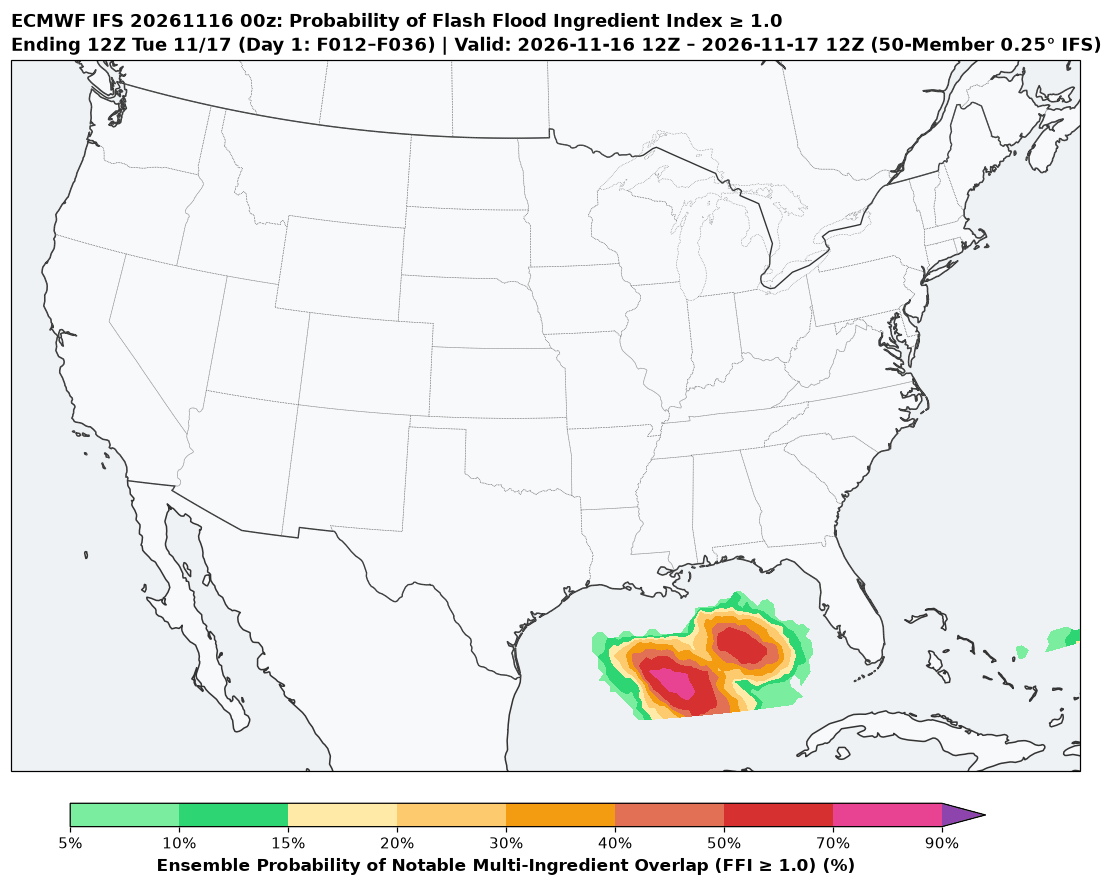 ECMWF IFS 20261116 00z: Probability of Flash Flood Ingredient Index ≥ 1.0
Ending 12Z Tue 11/17 (Day 1: F012–F036) | Valid: 2026-11-16 12Z – 2026-11-17 12Z (50-Member 0.25° IFS)
5% 10% 15% 20% 30% 40% 50% 70% 90%
Ensemble Probability of Notable Multi-Ingredient Overlap (FFI ≥ 1.0) (%)